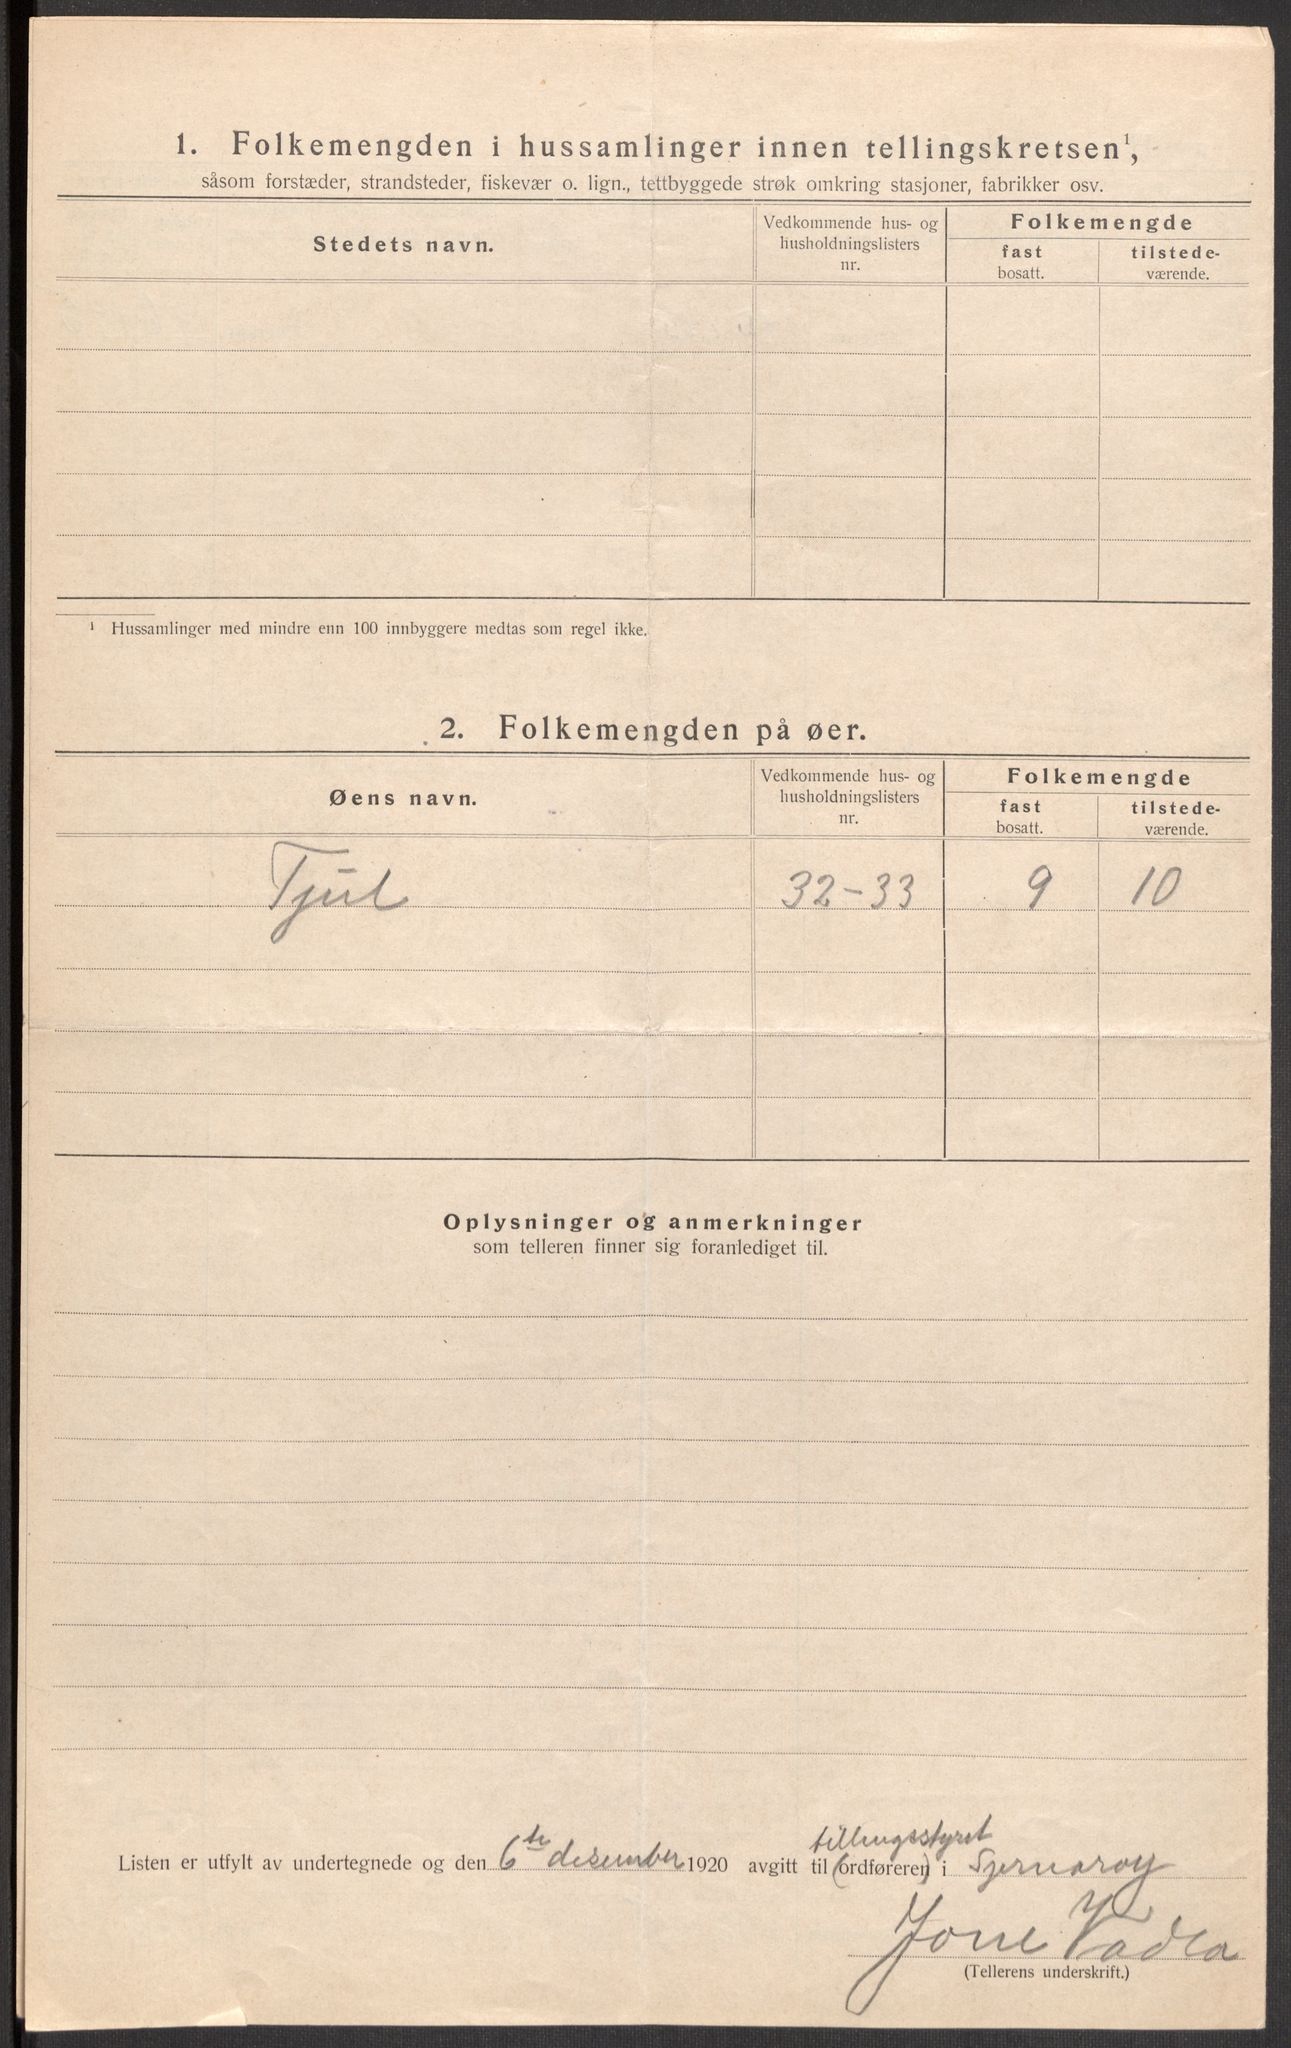 1. Folkemengden i hussamlinger innen tellingskretsen¹,
såsom forstæder, strandsteder, fiskevær o. lign., tettbyggede strøk omkring stasjoner, fabrikker osv.
Stedets navn.
Vedkommende hus- og
husholdningslisters
nr.
Folkemengde
fast
bosatt.
tilstede-
værende.
¹ Hussamlinger med mindre enn 100 innbyggere medtas som regel ikke.
2. Folkemengden på øer.
Øens navn.
Vedkommende hus- og
husholdningslisters
nr.
Folkemengde
fast
bosatt.
tilstede-
værende.
Tjul 32-33 9 10
Oplysninger og anmerkninger
som telleren finner sig foranlediget til.
tellingsstyret
Listen er utfylt av undertegnede og den 6te desember 1920 avgitt til (ordføreren) i Sjernarøy
Jone Vadla
(Tellerens underskrift.)